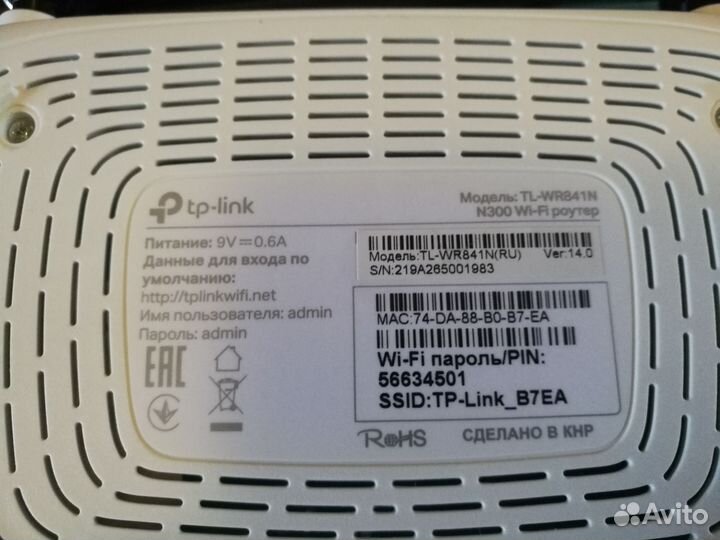 tp-link
Модель: TL-WR841N
N300 Wi-Fi роутер
Питание: 9V⎓0.6A
Данные для входа по
умолчанию:
http://tplinkwifi.net
Имя пользователя: admin
Пароль: admin
Модель:TL-WR841N(RU) Ver:14.0
S/N:219A265001983
MAC:74-DA-88-B0-B7-EA
Wi-Fi пароль/PIN:
56634501
SSID:TP-Link_B7EA
EAC
RoHS
СДЕЛАНО В КНР
Avito